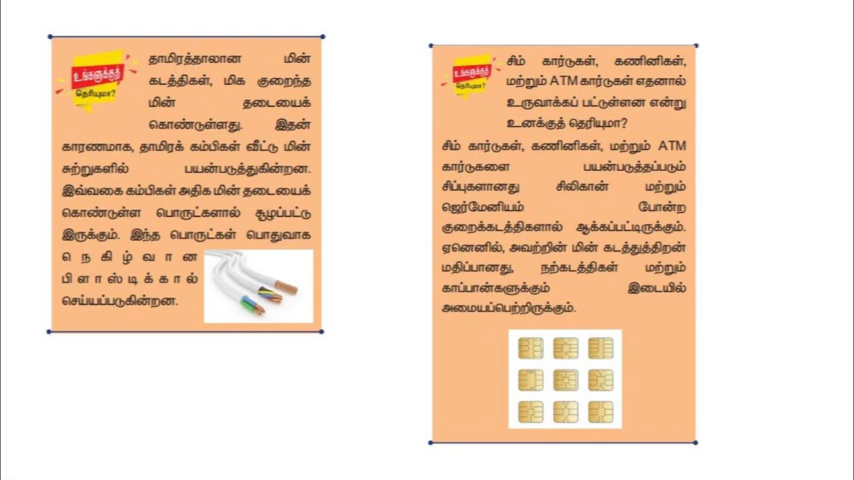 உங்களுக்குத்
தெரியுமா?
தாமிரத்தாலான மின்
கடத்திகள், மிக குறைந்த
மின் தடையைக்
கொண்டுள்ளது. இதன்
காரணமாக, தாமிரக் கம்பிகள் வீட்டு மின்
சுற்றுகளில் பயன்படுத்துகின்றன.
இவ்வகை கம்பிகள் அதிக மின் தடையைக்
கொண்டுள்ள பொருட்களால் சூழப்பட்டு
இருக்கும். இந்த பொருட்கள் பொதுவாக
நெகிழ்வான
பிளாஸ்டிக்கால்
செய்யப்படுகின்றன.
உங்களுக்குத்
தெரியுமா?
சிம் கார்டுகள், கணினிகள்,
மற்றும் ATM கார்டுகள் எதனால்
உருவாக்கப் பட்டுள்ளன என்று
உனக்குத் தெரியுமா?
சிம் கார்டுகள், கணினிகள், மற்றும் ATM
கார்டுகளை பயன்படுத்தப்படும்
சிப்புகளானது சிலிகான் மற்றும்
ஜெர்மேனியம் போன்ற
குறைக்கடத்திகளால் ஆக்கப்பட்டிருக்கும்.
ஏனெனில், அவற்றின் மின் கடத்துத்திறன்
மதிப்பானது, நற்கடத்திகள் மற்றும்
காப்பான்களுக்கும் இடையில்
அமையப்பெற்றிருக்கும்.